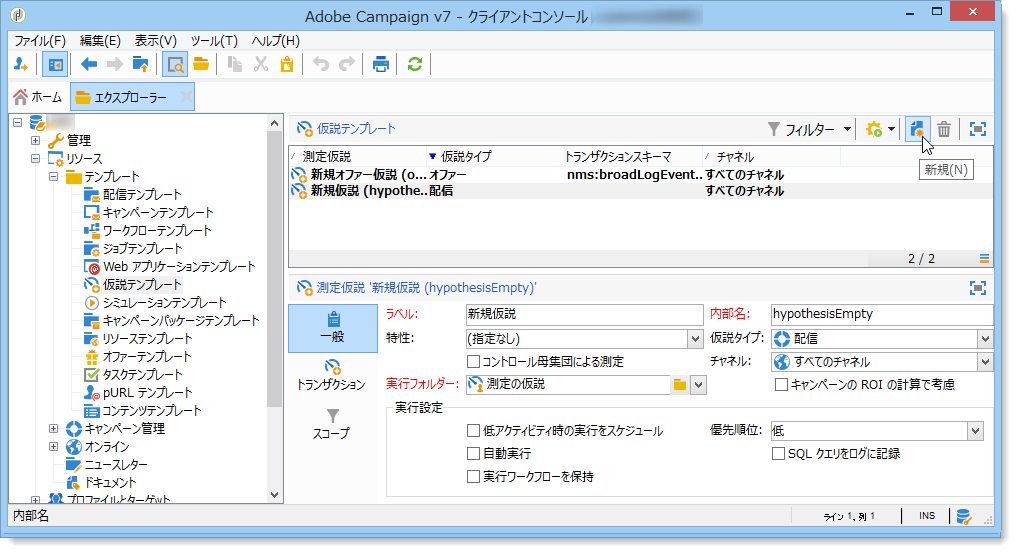 Adobe Campaign v7 - クライアントコンソール
ファイル(F) 編集(E) 表示(V) ツール(T) ヘルプ(H)
ホーム エクスプローラー
管理
リソース
テンプレート
配信テンプレート
キャンペーンテンプレート
ワークフローテンプレート
ジョブテンプレート
Web アプリケーションテンプレート
仮説テンプレート
シミュレーションテンプレート
キャンペーンパッケージテンプレート
リソーステンプレート
オファーテンプレート
タスクテンプレート
pURL テンプレート
コンテンツテンプレート
キャンペーン管理
オンライン
ニュースレター
ドキュメント
プロファイルとターゲット
仮説テンプレート フィルター
新規(N)
測定仮説 仮説タイプ トランザクションスキーマ チャネル
新規オファー仮説 (o... オファー nms:broadLogEvent... すべてのチャネル
新規仮説 (hypothe... 配信 すべてのチャネル
2 / 2
測定仮説 '新規仮説 (hypothesisEmpty)'
一般
トランザクション
スコープ
ラベル: 新規仮説 内部名: hypothesisEmpty
特性: (指定なし) 仮説タイプ: 配信
コントロール母集団による測定 チャネル: すべてのチャネル
実行フォルダー: 測定の仮説 キャンペーンの ROI の計算で考慮
実行設定
低アクティビティ時の実行をスケジュール 優先順位: 低
自動実行 SQL クエリをログに記録
実行ワークフローを保持
内部名 ライン 1、列 1 INS